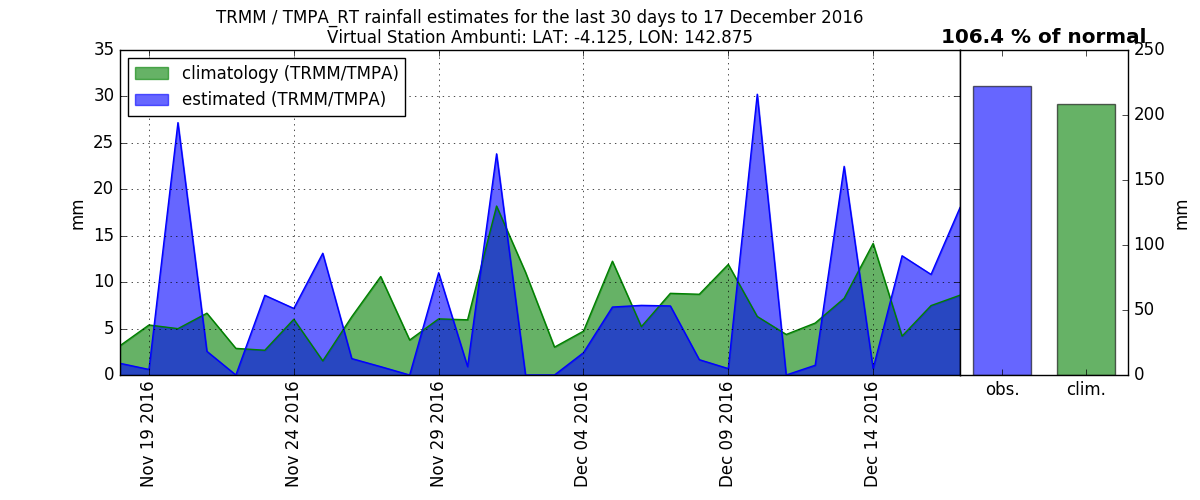 TRMM / TMPA_RT rainfall estimates for the last 30 days to 17 December 2016
Virtual Station Ambunti: LAT: -4.125, LON: 142.875
106.4 % of normal
climatology (TRMM/TMPA)
estimated (TRMM/TMPA)
35
30
25
20
15
10
5
0
mm
Nov 19 2016
Nov 24 2016
Nov 29 2016
Dec 04 2016
Dec 09 2016
Dec 14 2016
obs.
clim.
250
200
150
100
50
0
mm